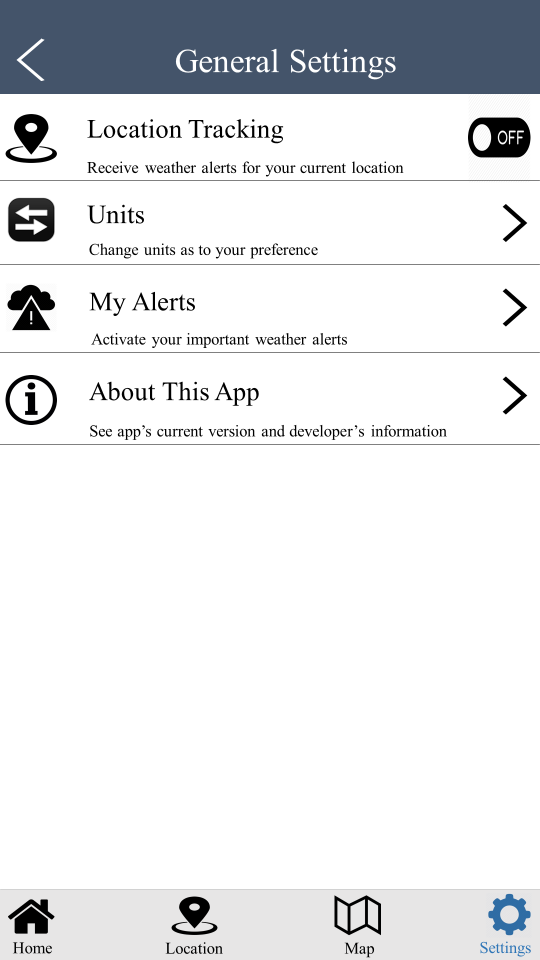 General Settings
Location Tracking
OFF
Receive weather alerts for your current location
Units
Change units as to your preference
My Alerts
Activate your important weather alerts
About This App
See app’s current version and developer’s information
Home
Location
Map
Settings